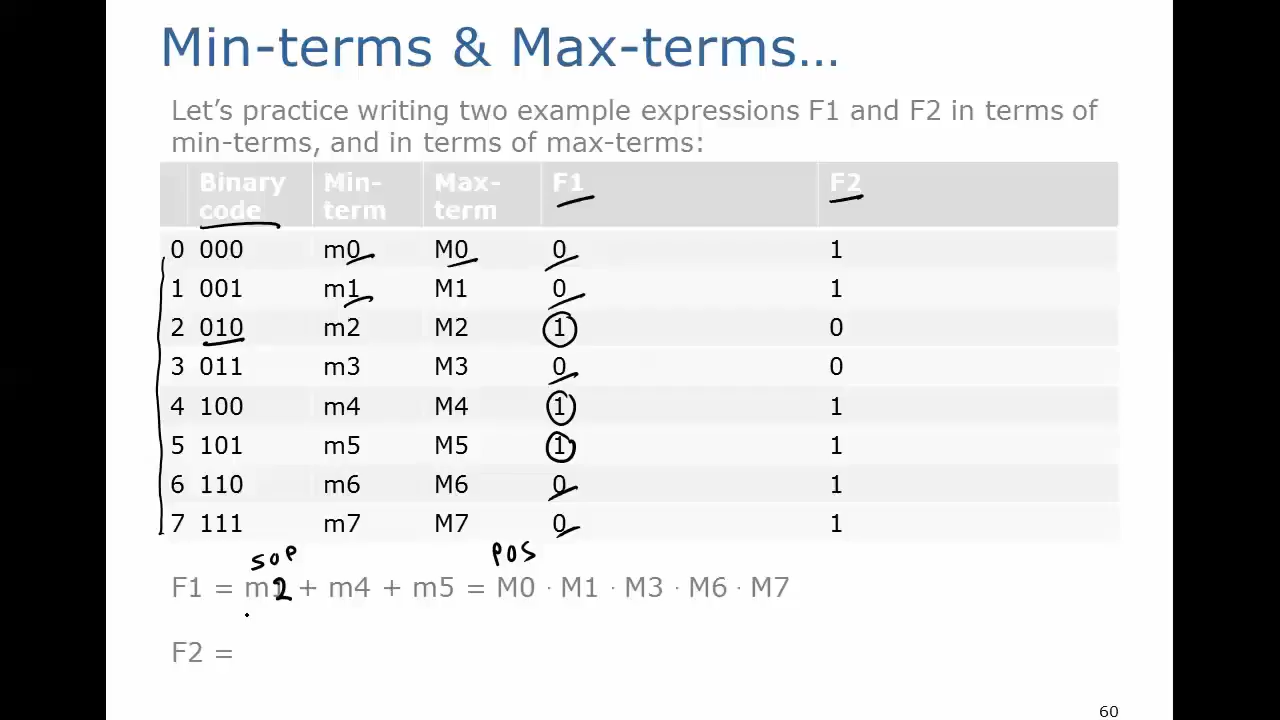 Min-terms & Max-terms...
Let's practice writing two example expressions F1 and F2 in terms of
min-terms, and in terms of max-terms:
Binary code Min-term Max-term F1 F2
0 000 m0 M0 0 1
1 001 m1 M1 0 1
2 010 m2 M2 1 0
3 011 m3 M3 0 0
4 100 m4 M4 1 1
5 101 m5 M5 1 1
6 110 m6 M6 0 1
7 111 m7 M7 0 1
SOP POS
F1 = m2 + m4 + m5 = M0 · M1 · M3 · M6 · M7
F2 =
60